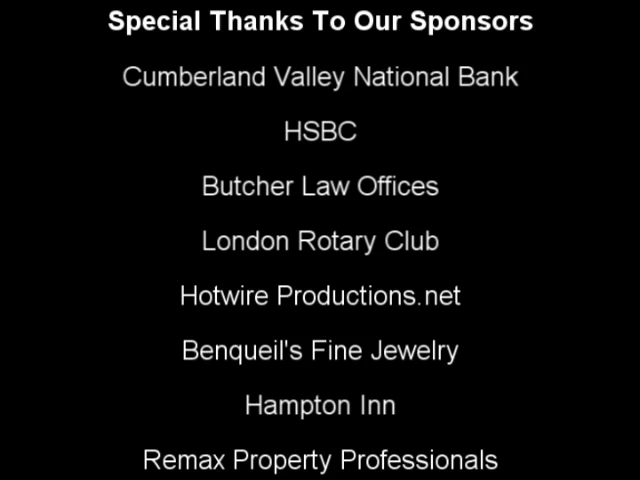 Special Thanks To Our Sponsors
Cumberland Valley National Bank
HSBC
Butcher Law Offices
London Rotary Club
Hotwire Productions.net
Benqueil's Fine Jewelry
Hampton Inn
Remax Property Professionals